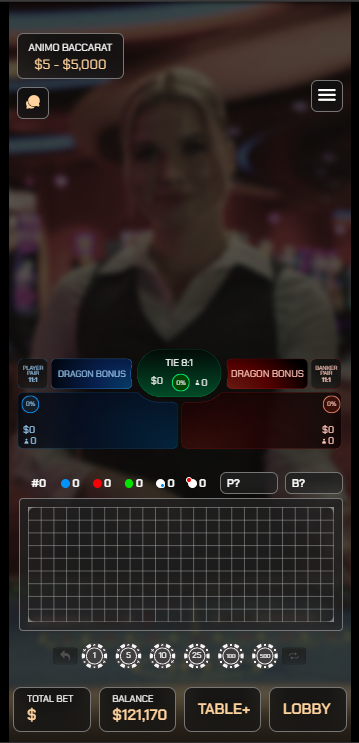 ANIMO BACCARAT
$5 - $5,000
TIE 8:1
PLAYER PAIR 11:1
DRAGON BONUS
$0 0% 0
DRAGON BONUS
BANKER PAIR 11:1
0%
0%
$0
$0
0
0
#0 0 0 0 0 0 P? B?
1 5 10 25 100 500
TOTAL BET
$
BALANCE
$121,170
TABLE+
LOBBY